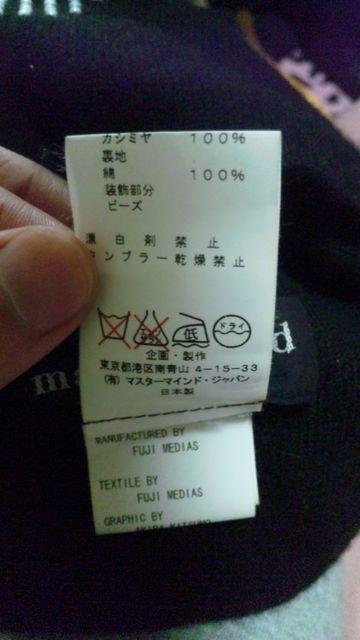 カシミヤ 100%
裏地
綿 100%
装飾部分
ビーズ
漂白剤禁止
タンブラー乾燥禁止
低 ドライ
企画・製作
東京都港区南青山 4-15-33
(有) マスターマインド・ジャパン
日本製
MANUFACTURED BY
FUJI MEDIAS
TEXTILE BY
FUJI MEDIAS
GRAPHIC BY